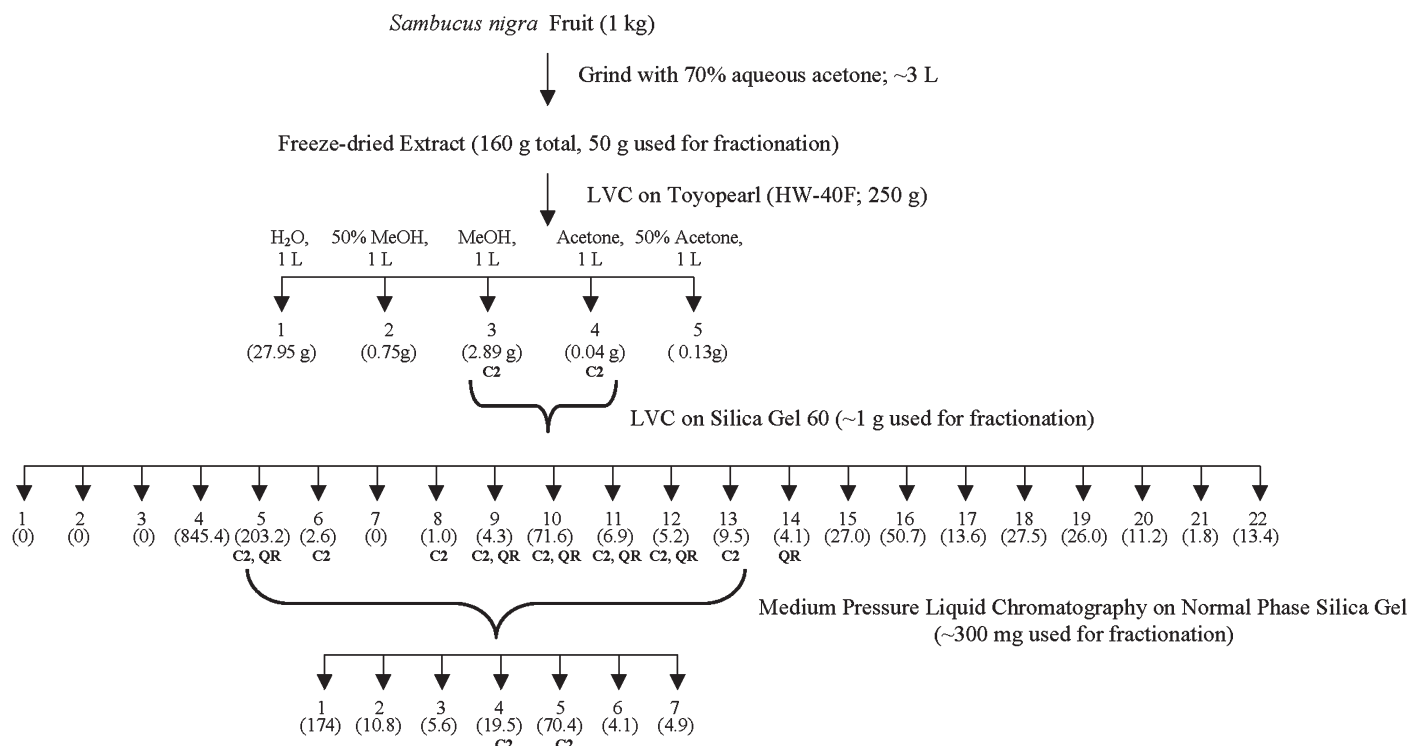 Sambucus nigra Fruit (1 kg)
Grind with 70% aqueous acetone; ~3 L
Freeze-dried Extract (160 g total, 50 g used for fractionation)
LVC on Toyopearl (HW-40F; 250 g)
H₂O, 50% MeOH, MeOH, Acetone, 50% Acetone,
1 L 1 L 1 L 1 L 1 L
1 2 3 4 5
(27.95 g) (0.75g) (2.89 g) (0.04 g) ( 0.13g)
C2 C2
LVC on Silica Gel 60 (~1 g used for fractionation)
1 2 3 4 5 6 7 8 9 10 11 12 13 14 15 16 17 18 19 20 21 22
(0) (0) (0) (845.4) (203.2) (2.6) (0) (1.0) (4.3) (71.6) (6.9) (5.2) (9.5) (4.1) (27.0) (50.7) (13.6) (27.5) (26.0) (11.2) (1.8) (13.4)
C2, QR C2 C2 C2, QR C2, QR C2, QR C2, QR C2 QR
Medium Pressure Liquid Chromatography on Normal Phase Silica Gel
(~300 mg used for fractionation)
1 2 3 4 5 6 7
(174) (10.8) (5.6) (19.5) (70.4) (4.1) (4.9)
C2 C2